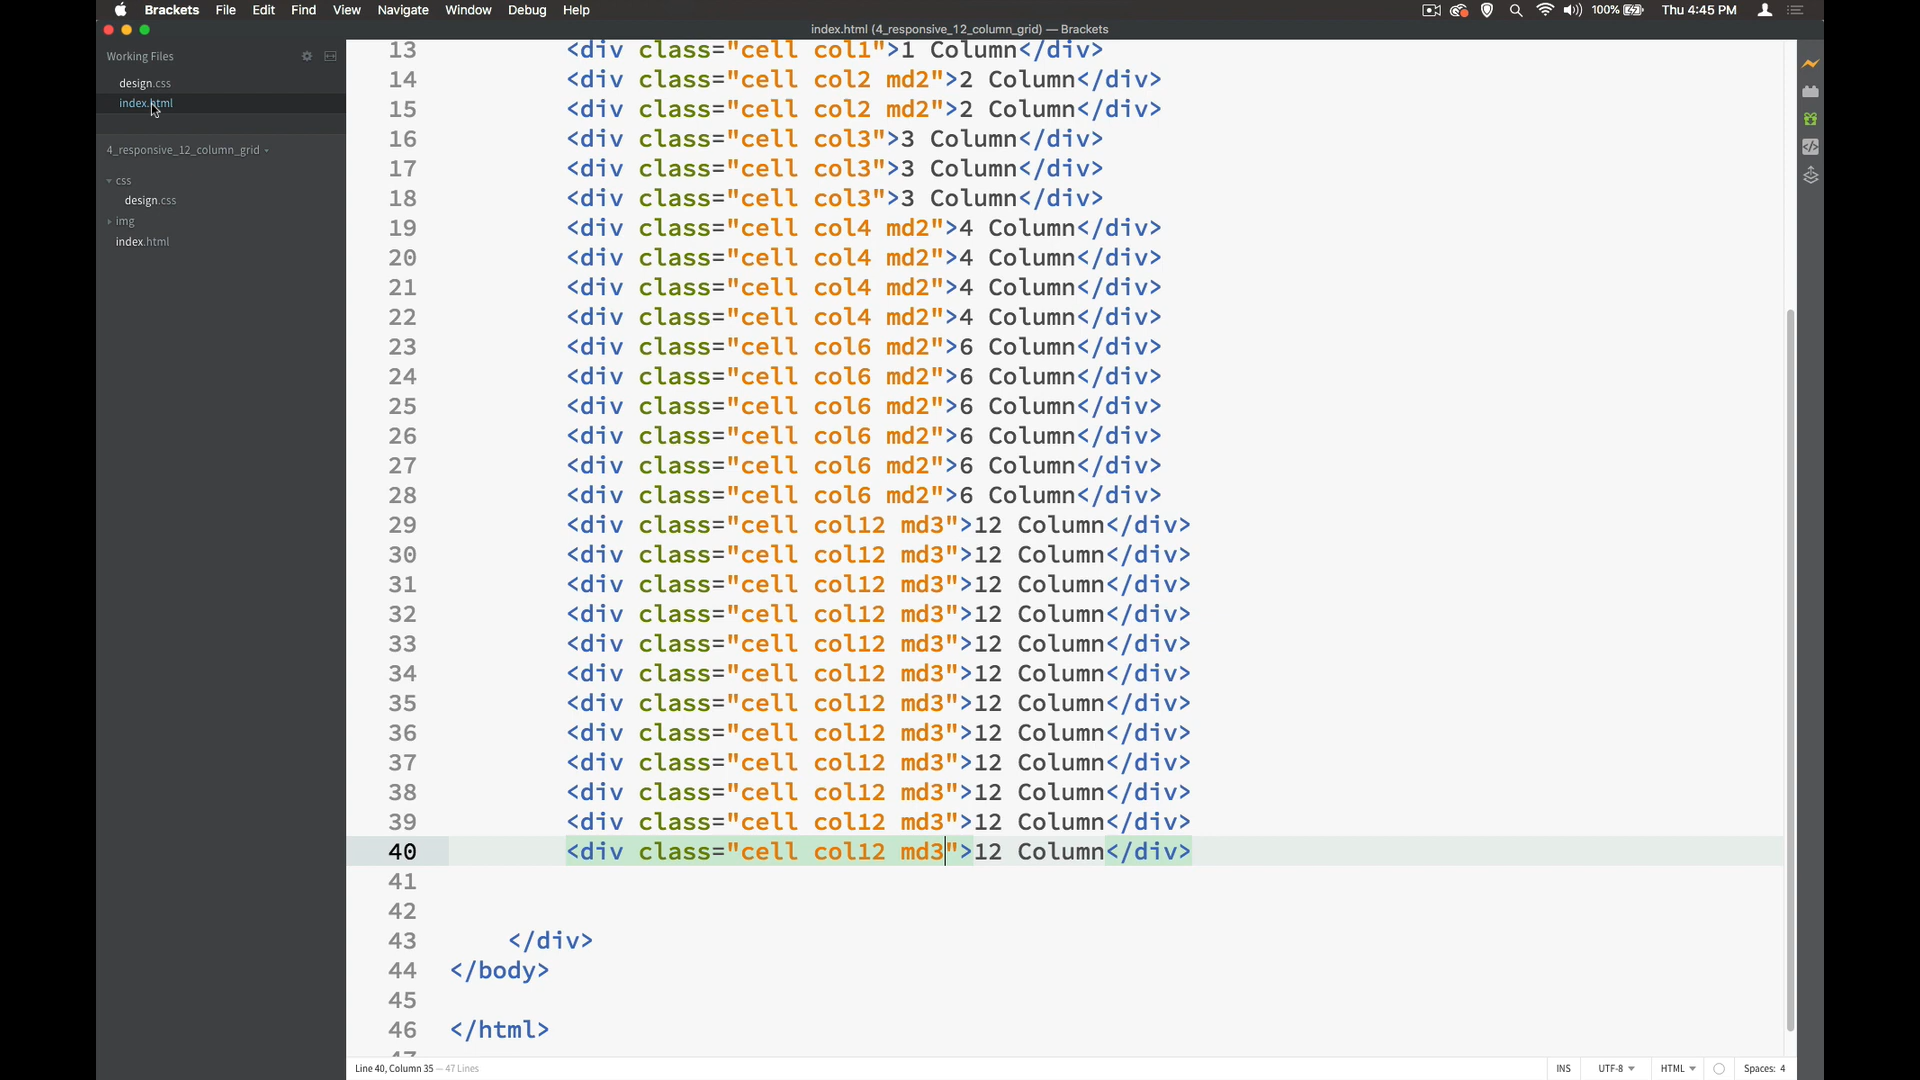 Brackets File Edit Find View Navigate Window Debug Help 100% Thu 4:45 PM
index.html (4_responsive_12_column_grid) — Brackets
Working Files
design.css
index.html
4_responsive_12_column_grid
css
design.css
img
index.html
13 <div class="cell col1">1 Column</div>
14 <div class="cell col2 md2">2 Column</div>
15 <div class="cell col2 md2">2 Column</div>
16 <div class="cell col3">3 Column</div>
17 <div class="cell col3">3 Column</div>
18 <div class="cell col3">3 Column</div>
19 <div class="cell col4 md2">4 Column</div>
20 <div class="cell col4 md2">4 Column</div>
21 <div class="cell col4 md2">4 Column</div>
22 <div class="cell col4 md2">4 Column</div>
23 <div class="cell col6 md2">6 Column</div>
24 <div class="cell col6 md2">6 Column</div>
25 <div class="cell col6 md2">6 Column</div>
26 <div class="cell col6 md2">6 Column</div>
27 <div class="cell col6 md2">6 Column</div>
28 <div class="cell col6 md2">6 Column</div>
29 <div class="cell col12 md3">12 Column</div>
30 <div class="cell col12 md3">12 Column</div>
31 <div class="cell col12 md3">12 Column</div>
32 <div class="cell col12 md3">12 Column</div>
33 <div class="cell col12 md3">12 Column</div>
34 <div class="cell col12 md3">12 Column</div>
35 <div class="cell col12 md3">12 Column</div>
36 <div class="cell col12 md3">12 Column</div>
37 <div class="cell col12 md3">12 Column</div>
38 <div class="cell col12 md3">12 Column</div>
39 <div class="cell col12 md3">12 Column</div>
40 <div class="cell col12 md3">12 Column</div>
41
42
43 </div>
44 </body>
45
46 </html>
47
Line 40, Column 35 — 47 Lines INS UTF-8 HTML Spaces: 4